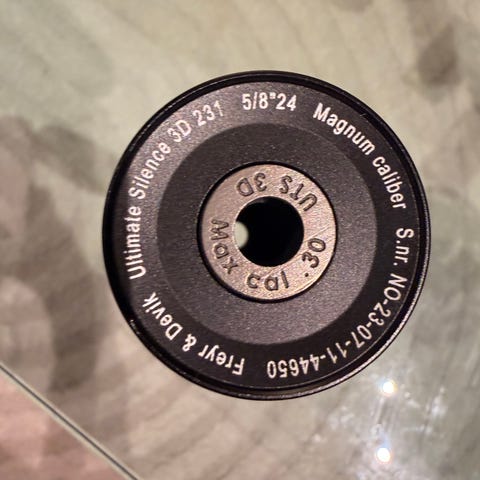 Freyr & Devik Ultimate Silence 3D 231 5/8"24 Magnum caliber S.nr. NO-23-07-11-44650
UTS 3D
Max cal .30